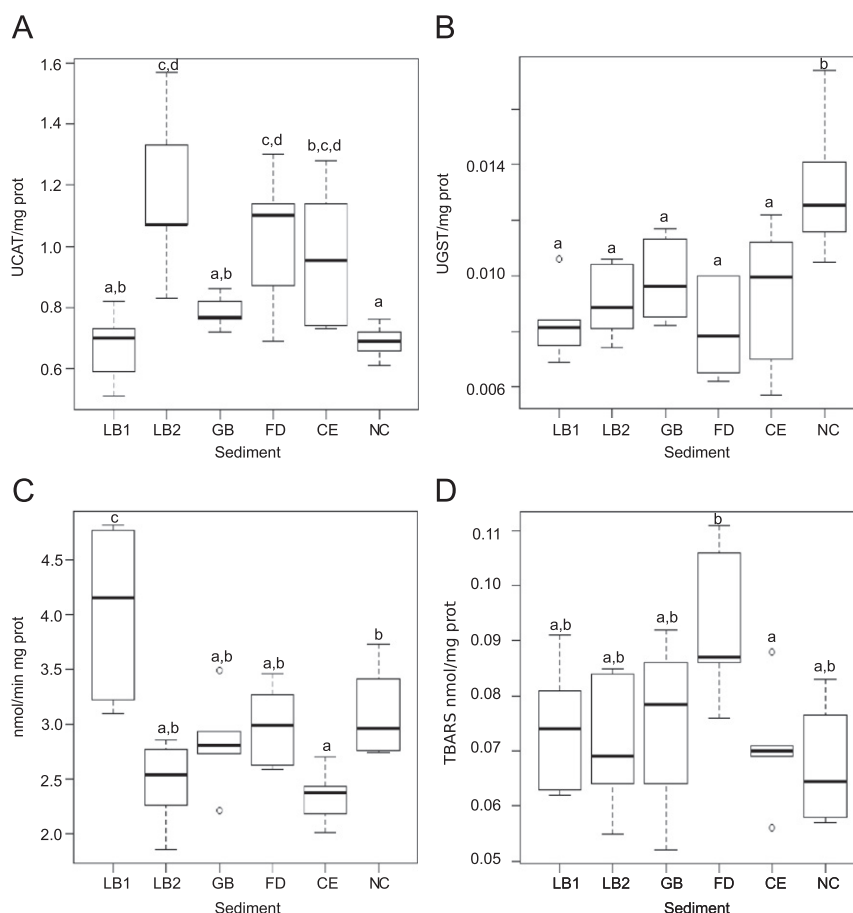 A
UCAT/mg prot
1.6
1.4
1.2
1.0
0.8
0.6
a,b
c,d
a,b
c,d
b,c,d
a
LB1 LB2 GB FD CE NC
Sediment
B
UGST/mg prot
0.014
0.010
0.006
a
a
a
a
a
b
LB1 LB2 GB FD CE NC
Sediment
C
nmol/min mg prot
4.5
4.0
3.5
3.0
2.5
2.0
c
a,b
a,b
a,b
a
b
LB1 LB2 GB FD CE NC
Sediment
D
TBARS nmol/mg prot
0.11
0.10
0.09
0.08
0.07
0.06
0.05
a,b
a,b
a,b
b
a
a,b
LB1 LB2 GB FD CE NC
Sediment